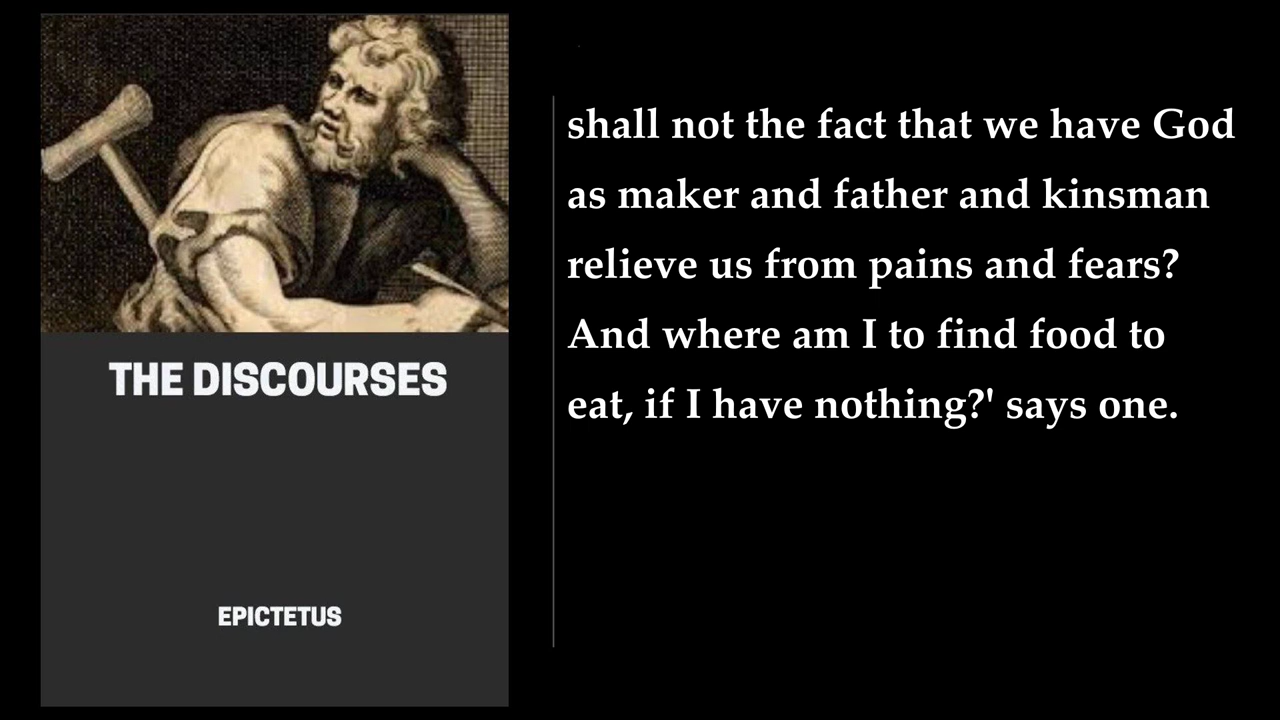 THE DISCOURSES
EPICTETUS
shall not the fact that we have God
as maker and father and kinsman
relieve us from pains and fears?
And where am I to find food to
eat, if I have nothing?' says one.